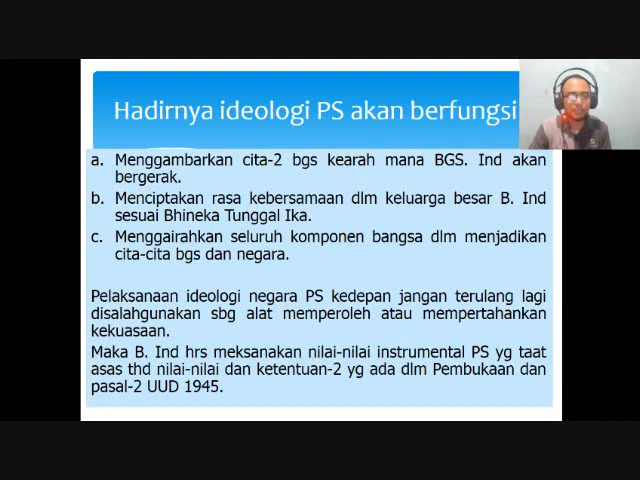 Hadirnya ideologi PS akan berfungsi
a. Menggambarkan cita-2 bgs kearah mana BGS. Ind akan
bergerak.
b. Menciptakan rasa kebersamaan dlm keluarga besar B. Ind
sesuai Bhineka Tunggal Ika.
c. Menggairahkan seluruh komponen bangsa dlm menjadikan
cita-cita bgs dan negara.
Pelaksanaan ideologi negara PS kedepan jangan terulang lagi
disalahgunakan sbg alat memperoleh atau mempertahankan
kekuasaan.
Maka B. Ind hrs meksanakan nilai-nilai instrumental PS yg taat
asas thd nilai-nilai dan ketentuan-2 yg ada dlm Pembukaan dan
pasal-2 UUD 1945.